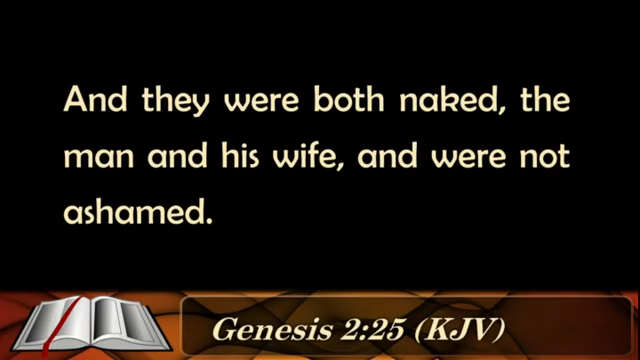 And they were both naked, the
man and his wife, and were not
ashamed.
Genesis 2:25 (KJV)